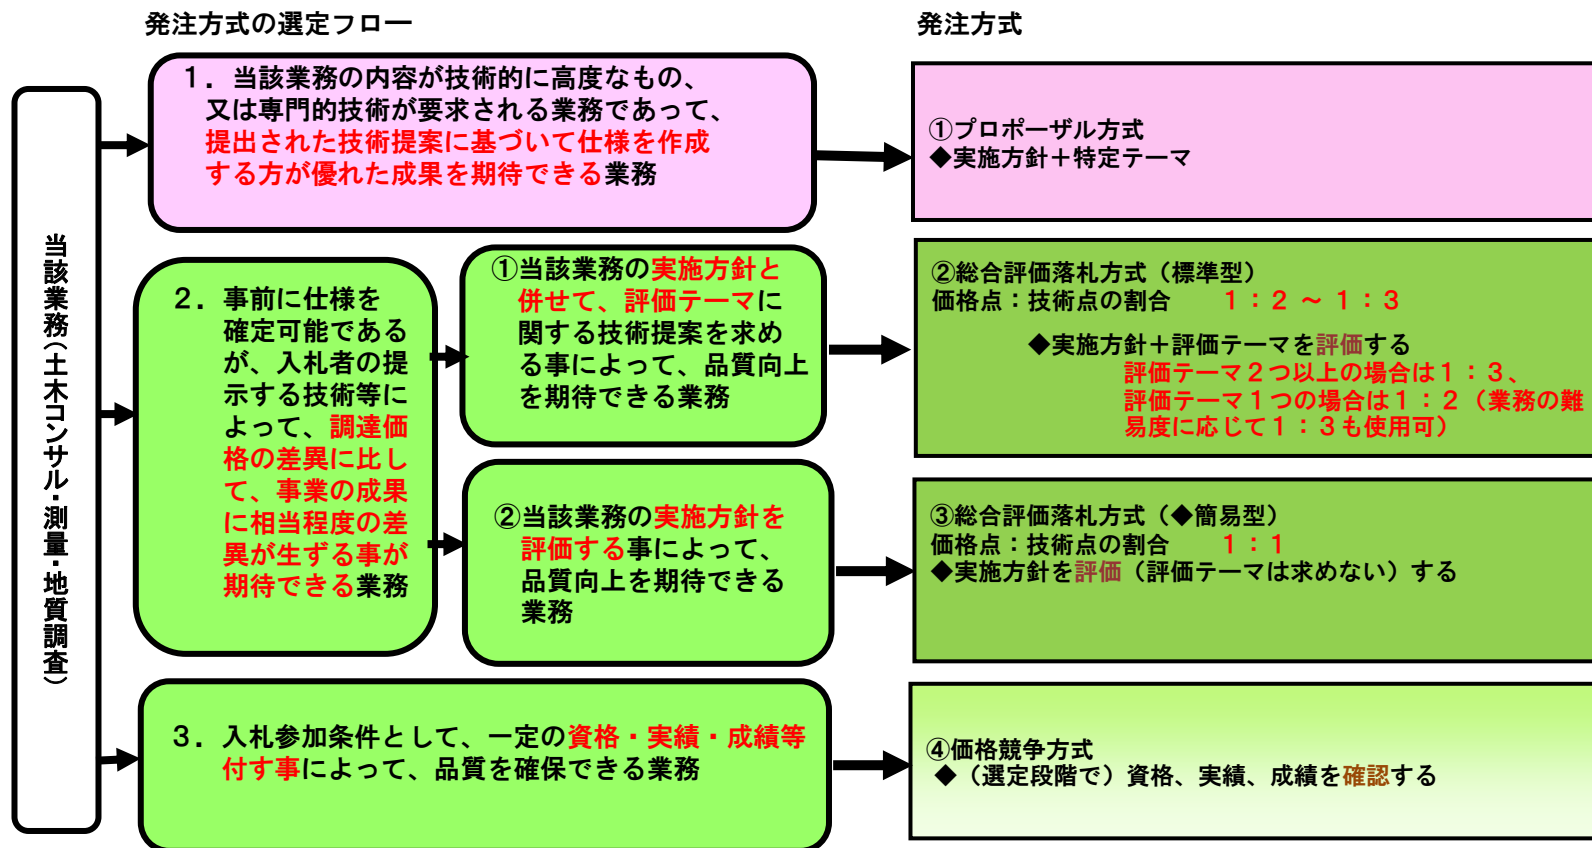 発注方式の選定フロー
発注方式
当該業務(土木コンサル・測量・地質調査)
１．当該業務の内容が技術的に高度なもの、
又は専門的技術が要求される業務であって、
提出された技術提案に基づいて仕様を作成
する方が優れた成果を期待できる業務
①プロポーザル方式
◆実施方針＋特定テーマ
２．事前に仕様を
確定可能である
が、入札者の提
示する技術等に
よって、調達価
格の差異に比し
て、事業の成果
に相当程度の差
異が生ずる事が
期待できる業務
①当該業務の実施方針と
併せて、評価テーマに
関する技術提案を求め
る事によって、品質向上
を期待できる業務
②総合評価落札方式（標準型）
価格点：技術点の割合　　１：２ ～ １：３
◆実施方針＋評価テーマを評価する
評価テーマ２つ以上の場合は１：３、
評価テーマ１つの場合は１：２（業務の難
易度に応じて１：３も使用可）
②当該業務の実施方針を
評価する事によって、
品質向上を期待できる
業務
③総合評価落札方式（◆簡易型）
価格点：技術点の割合　　１：１
◆実施方針を評価（評価テーマは求めない）する
３．入札参加条件として、一定の資格・実績・成績等
付す事によって、品質を確保できる業務
④価格競争方式
◆（選定段階で）資格、実績、成績を確認する